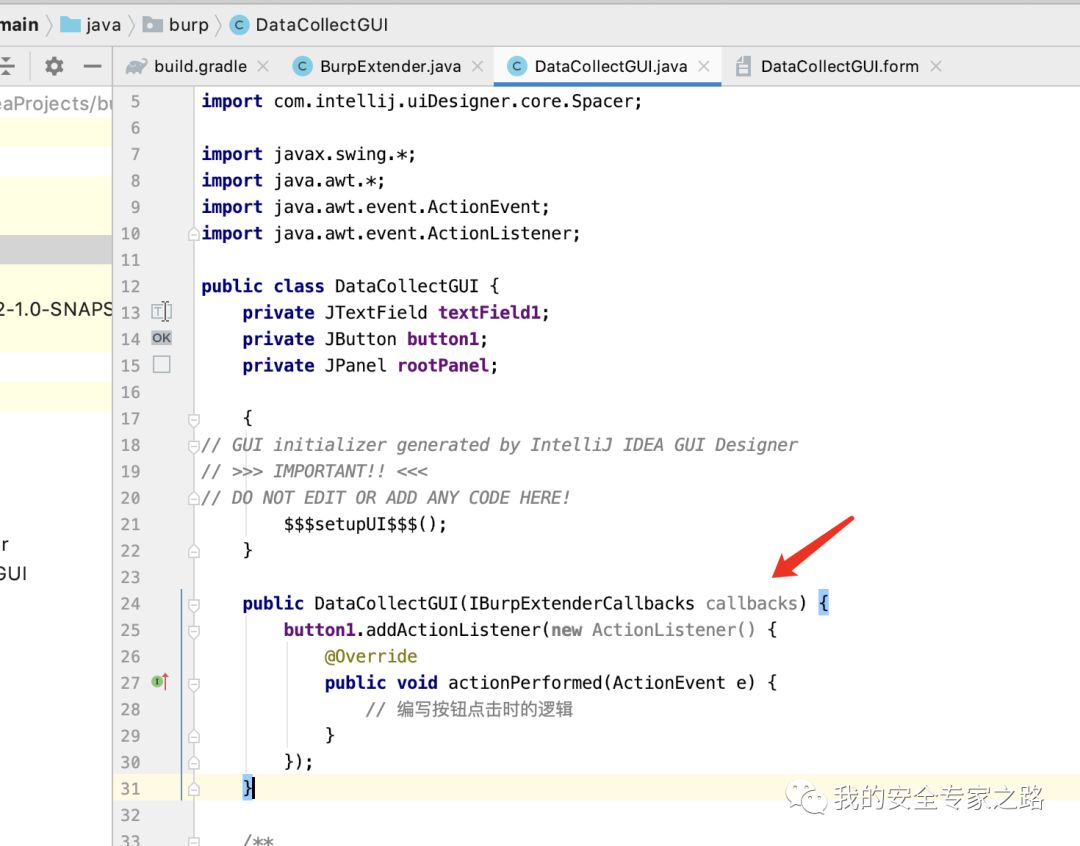 main java burp DataCollectGUI
build.gradle BurpExtender.java DataCollectGUI.java DataCollectGUI.form
eaProjects/bu
2-1.0-SNAPS
r
GUI
5 import com.intellij.uiDesigner.core.Spacer;
6
7 import javax.swing.*;
8 import java.awt.*;
9 import java.awt.event.ActionEvent;
10 import java.awt.event.ActionListener;
11
12 public class DataCollectGUI {
13 private JTextField textField1;
14 OK private JButton button1;
15 private JPanel rootPanel;
16
17 {
18 // GUI initializer generated by IntelliJ IDEA GUI Designer
19 // >>> IMPORTANT!! <<<
20 // DO NOT EDIT OR ADD ANY CODE HERE!
21 $$$setupUI$$$();
22 }
23
24 public DataCollectGUI(IBurpExtenderCallbacks callbacks) {
25 button1.addActionListener(new ActionListener() {
26 @Override
27 public void actionPerformed(ActionEvent e) {
28 // 编写按钮点击时的逻辑
29 }
30 });
31 }
32
33 /**
我的安全专家之路